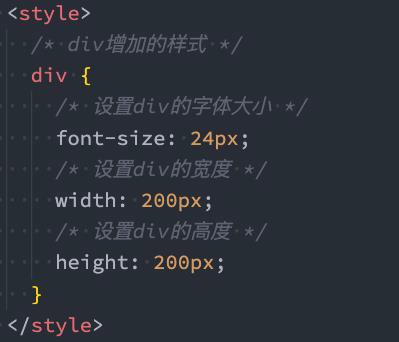 <style>
/* div增加的样式 */
div {
/* 设置div的字体大小 */
font-size: 24px;
/* 设置div的宽度 */
width: 200px;
/* 设置div的高度 */
height: 200px;
}
</style>